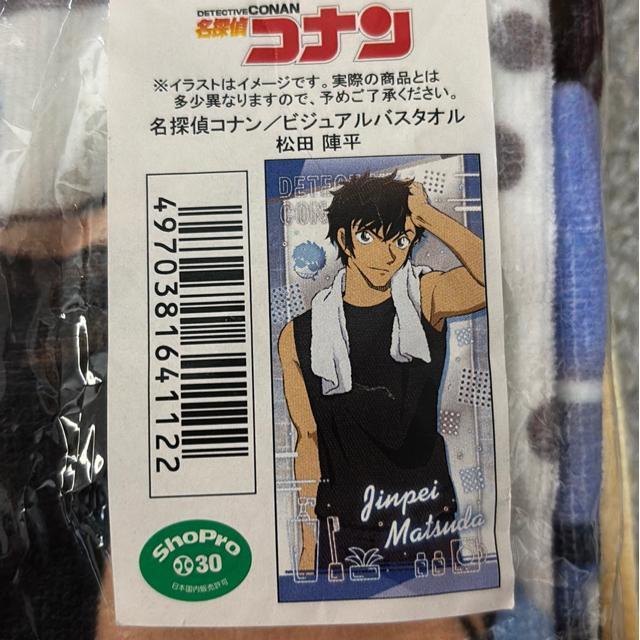 DETECTIVE CONAN
名探偵
コナン
※イラストはイメージです。実際の商品とは
多少異なりますので、予めご了承ください。
名探偵コナン／ビジュアルバスタオル
松田 陣平
4970381641122
DETECT
CON
Jinpei
Matsuda
ShoPro
30
日本国内販売許可